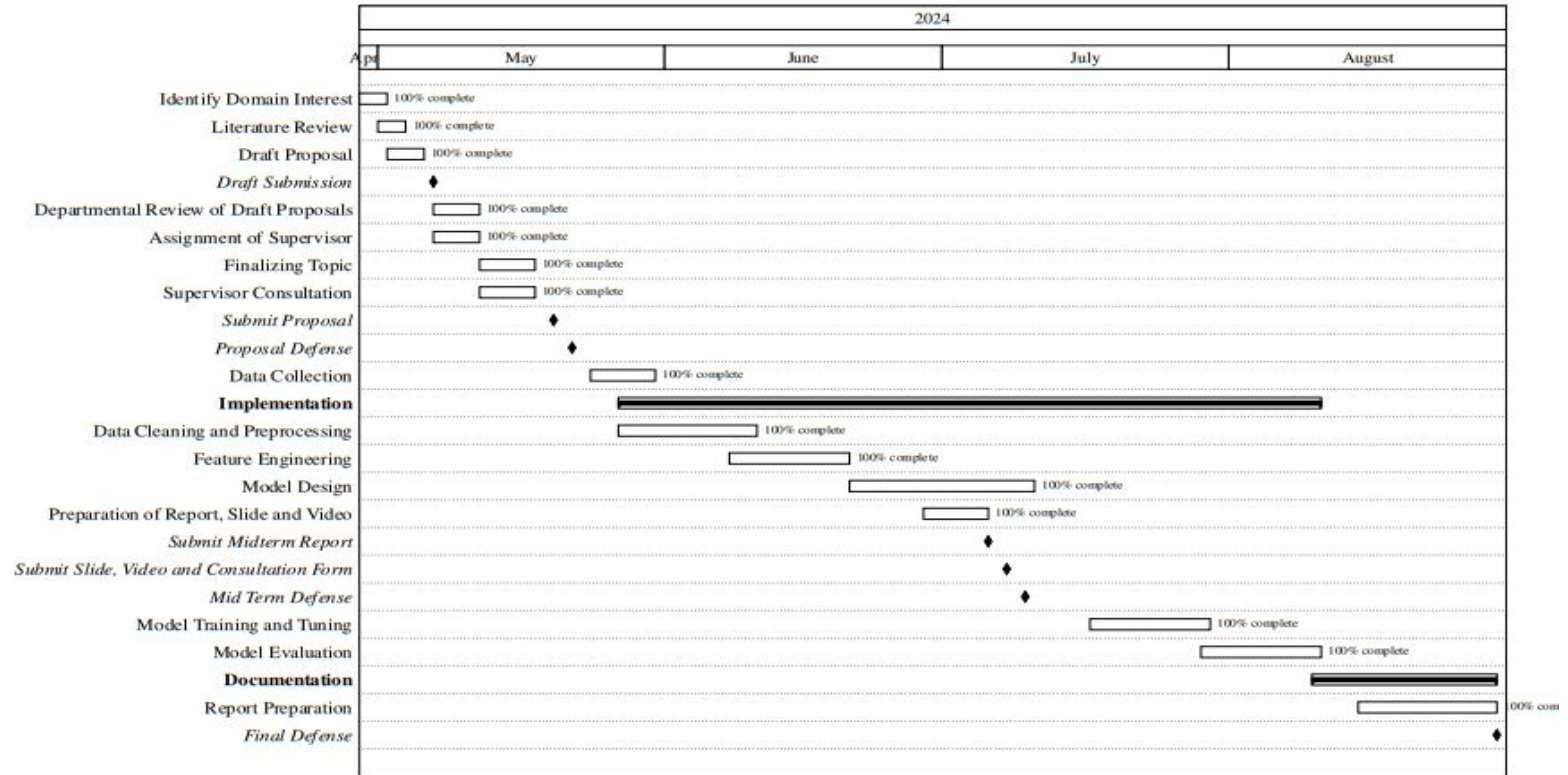 2024
Apr May June July August
Identify Domain Interest 100% complete
Literature Review 100% complete
Draft Proposal 100% complete
Draft Submission
Departmental Review of Draft Proposals 100% complete
Assignment of Supervisor 100% complete
Finalizing Topic 100% complete
Supervisor Consultation 100% complete
Submit Proposal
Proposal Defense
Data Collection 100% complete
Implementation
Data Cleaning and Preprocessing 100% complete
Feature Engineering 100% complete
Model Design 100% complete
Preparation of Report, Slide and Video 100% complete
Submit Midterm Report
Submit Slide, Video and Consultation Form
Mid Term Defense
Model Training and Tuning 100% complete
Model Evaluation 100% complete
Documentation
Report Preparation 00% com
Final Defense